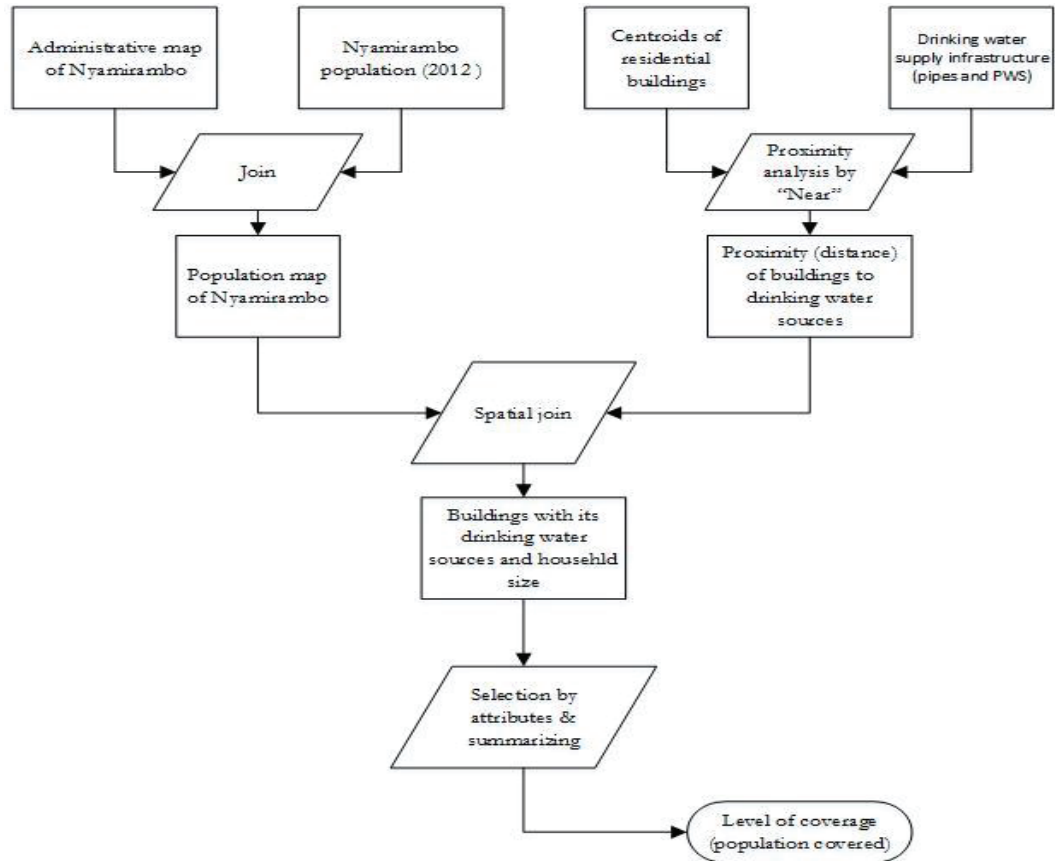 Administrative map
of Nyamirambo
Nyamirambo
population (2012 )
Centroids of
residential
buildings
Drinking water
supply infrastructure
(pipes and PWS)
Join
Proximity
analysis by
“Near”
Population map
of Nyamirambo
Proximity (distance)
of buildings to
drinking water
sources
Spatial join
Buildings with its
drinking water
sources and househld
size
Selection by
attributes &
summarizing
Level of coverage
(population covered)